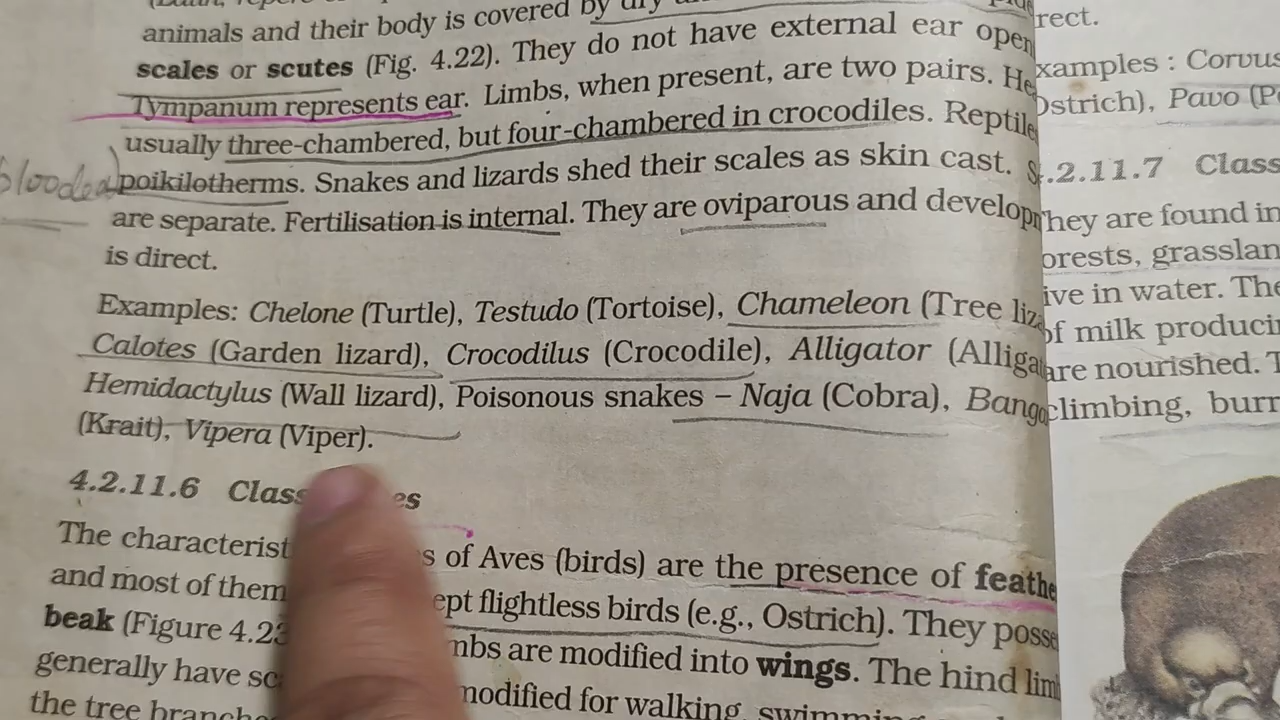 animals and their body is covered by dry
scales or scutes (Fig. 4.22). They do not have external ear open
Tympanum represents ear. Limbs, when present, are two pairs. He
usually three-chambered, but four-chambered in crocodiles. Reptile
blooded
poikilotherms. Snakes and lizards shed their scales as skin cast. S
are separate. Fertilisation is internal. They are oviparous and develop
is direct.
Examples: Chelone (Turtle), Testudo (Tortoise), Chameleon (Tree liz
Calotes (Garden lizard), Crocodilus (Crocodile), Alligator (Alliga
Hemidactylus (Wall lizard), Poisonous snakes – Naja (Cobra), Banga
(Krait), Vipera (Viper).
4.2.11.6 Clas es
The characterist s of Aves (birds) are the presence of feathe
and most of them ept flightless birds (e.g., Ostrich). They posse
beak (Figure 4.23 mbs are modified into wings. The hind lim
generally have sc modified for walking, swimming
the tree branche
rect.
xamples : Corvus
Ostrich), Pavo (P
.2.11.7 Class
They are found in
orests, grasslan
ive in water. The
of milk produci
are nourished. T
climbing, burr